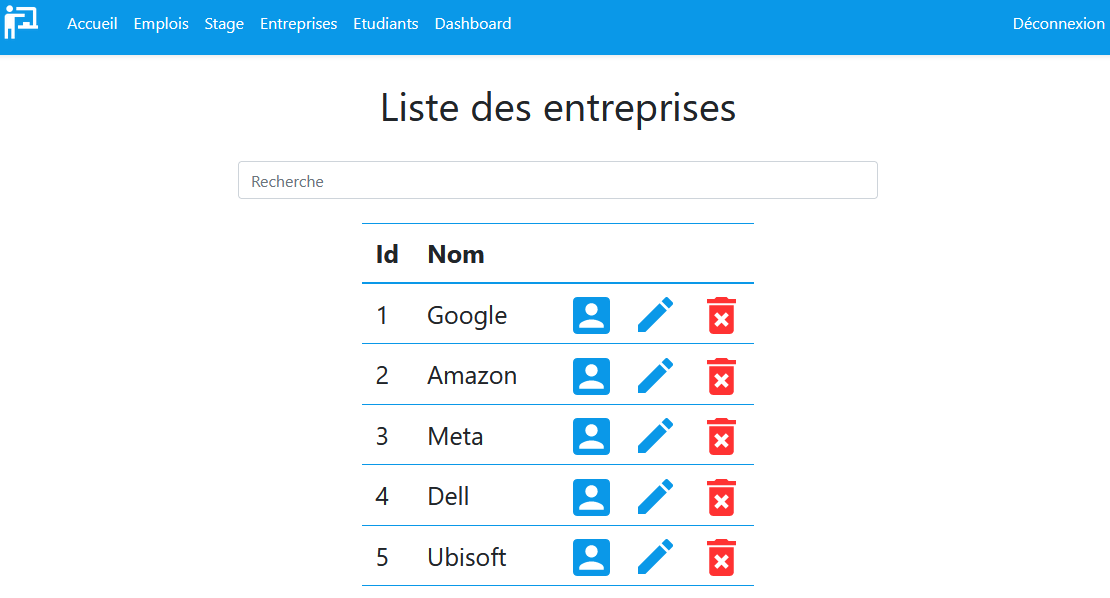 Accueil Emplois Stage Entreprises Etudiants Dashboard Déconnexion
Liste des entreprises
Recherche
Id Nom
1 Google
2 Amazon
3 Meta
4 Dell
5 Ubisoft